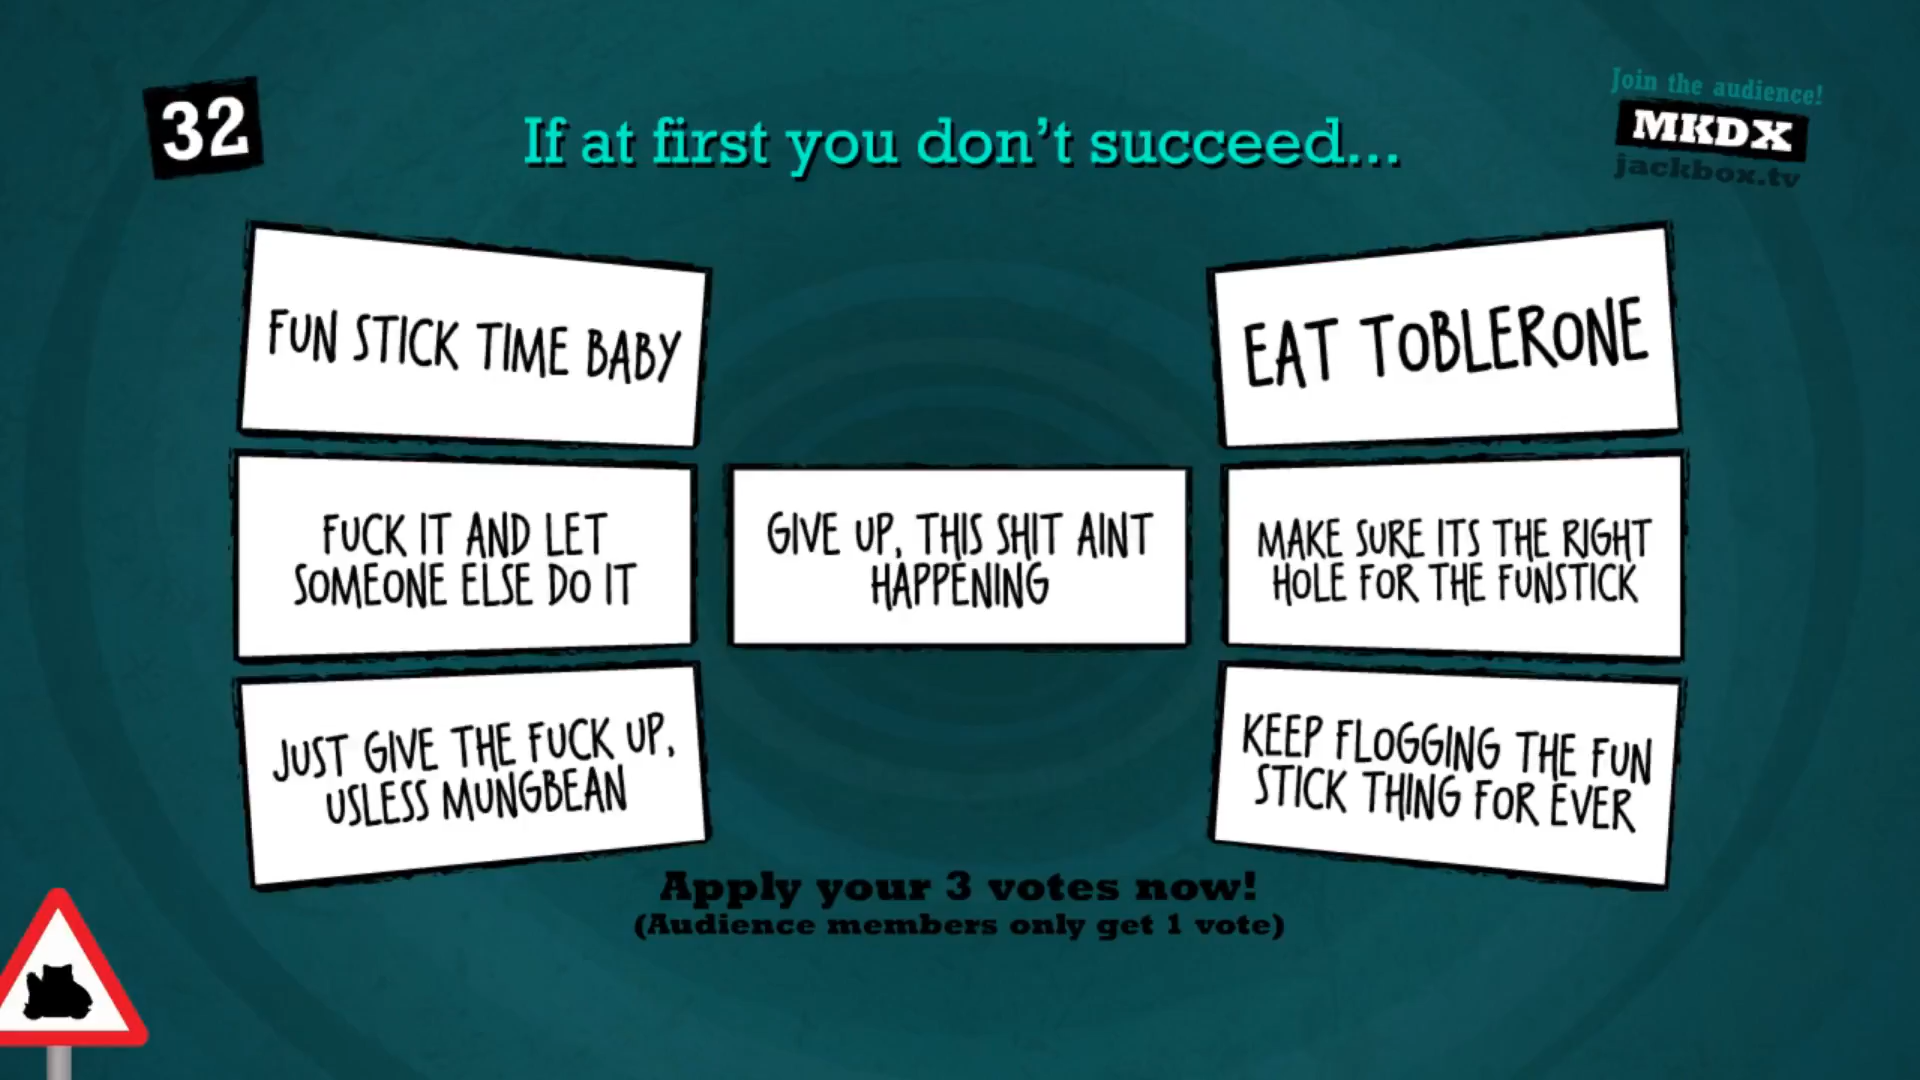 32
If at first you don't succeed...
Join the audience!
MKDX
jackbox.tv
FUN STICK TIME BABY
EAT TOBLERONE
FUCK IT AND LET
SOMEONE ELSE DO IT
GIVE UP, THIS SHIT AINT
HAPPENING
MAKE SURE ITS THE RIGHT
HOLE FOR THE FUNSTICK
JUST GIVE THE FUCK UP,
USLESS MUNGBEAN
KEEP FLOGGING THE FUN
STICK THING FOR EVER
Apply your 3 votes now!
(Audience members only get 1 vote)